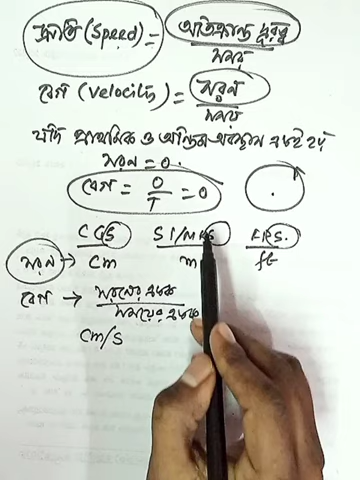 দ্রুতি (Speed) = অতিক্রান্ত দূরত্ব / সময়
বেগ (Velocity) = সরণ / সময়
যদি প্রাথমিক ও অন্তিম অবস্থান একই হয়
সরণ = 0.
বেগ = 0/T = 0
CGS SI/MKS F.P.S.
সরণ → cm m ft
বেগ → সরণের একক / সময়ের একক
cm/s